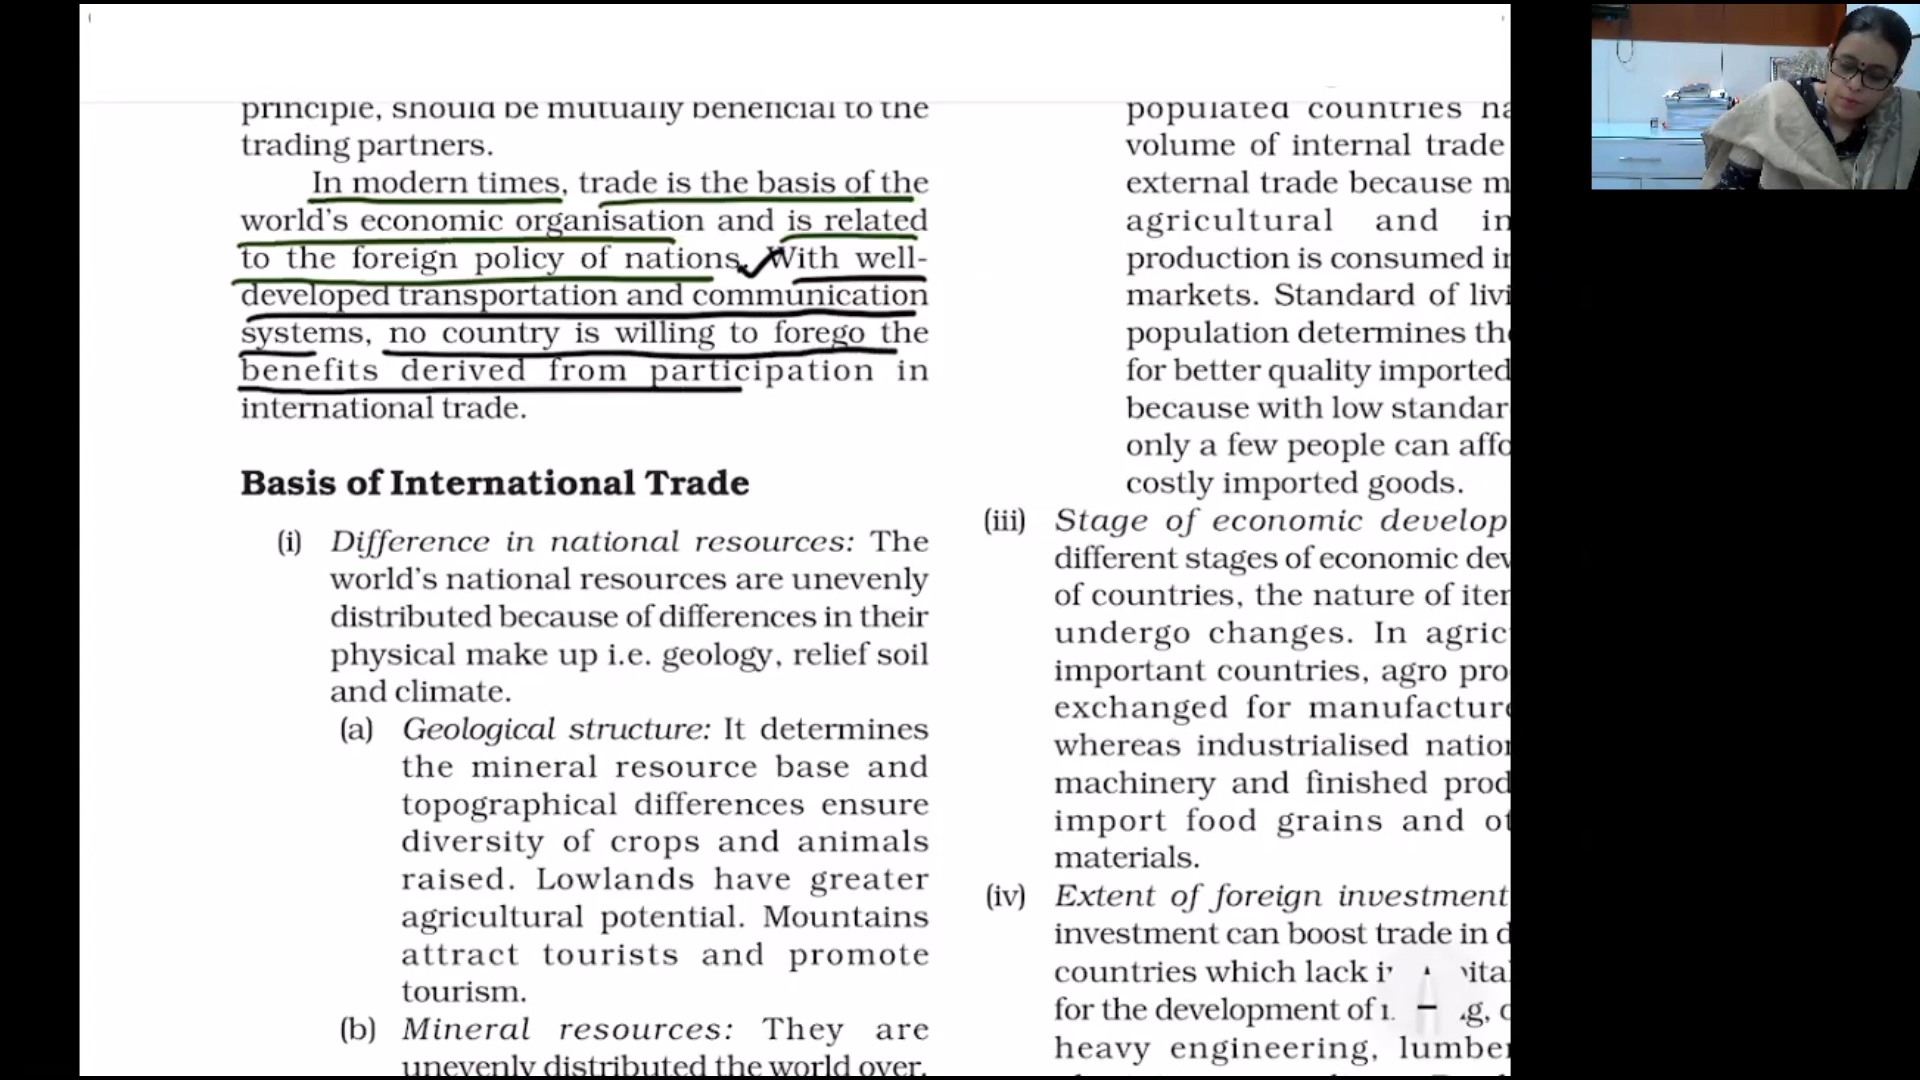 principle, should be mutually beneficial to the
trading partners.
In modern times, trade is the basis of the
world's economic organisation and is related
to the foreign policy of nations. With well-
developed transportation and communication
systems, no country is willing to forego the
benefits derived from participation in
international trade.
Basis of International Trade
(i) Difference in national resources: The
world's national resources are unevenly
distributed because of differences in their
physical make up i.e. geology, relief soil
and climate.
(a) Geological structure: It determines
the mineral resource base and
topographical differences ensure
diversity of crops and animals
raised. Lowlands have greater
agricultural potential. Mountains
attract tourists and promote
tourism.
(b) Mineral resources: They are
unevenly distributed the world over.
populated countries
volume of internal trade
external trade because
agricultural and
production is consumed
markets. Standard of
population determines
for better quality imported
because with low
only a few people can
costly imported goods.
(iii) Stage of economic
different stages of economic
of countries, the nature of
undergo changes. In
important countries, agro
exchanged for
whereas industrialised
machinery and finished
import food grains and
materials.
(iv) Extent of foreign investment
investment can boost trade in
countries which lack
for the development of
heavy engineering,